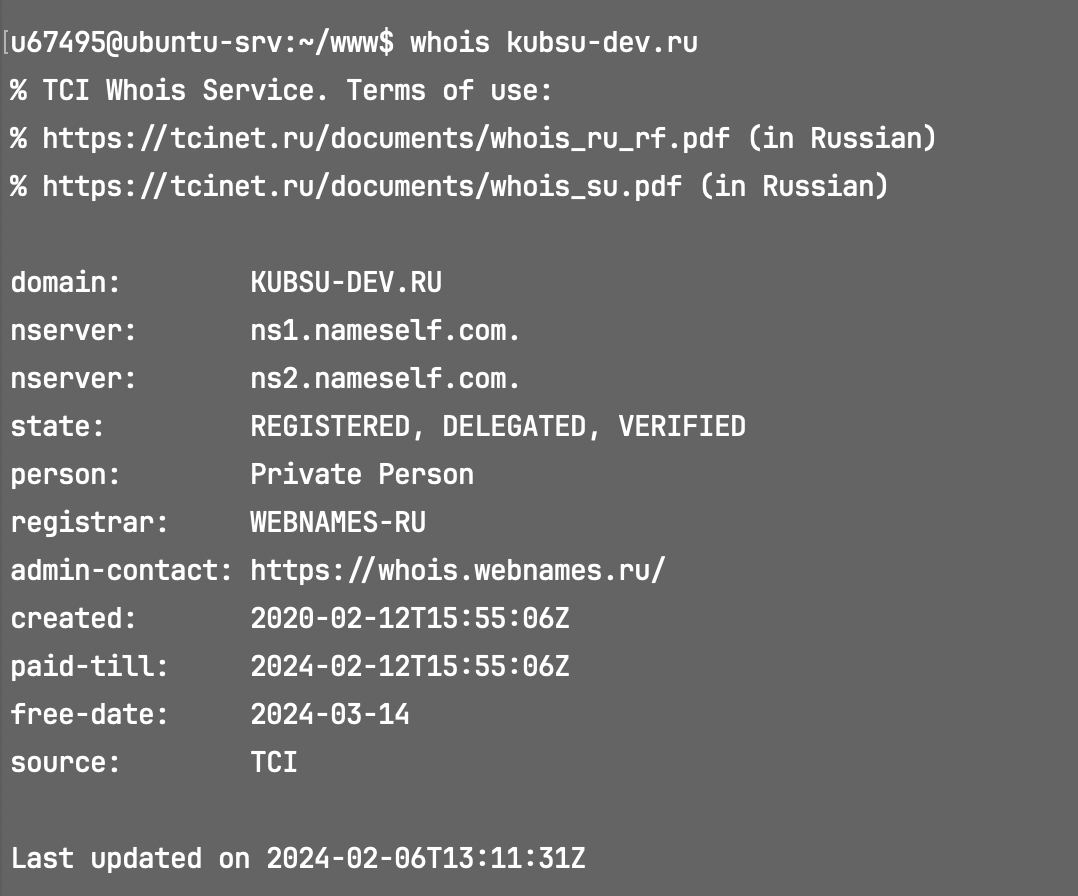 u67495@ubuntu-srv:~/www$ whois kubsu-dev.ru
% TCI Whois Service. Terms of use:
% https://tcinet.ru/documents/whois_ru_rf.pdf (in Russian)
% https://tcinet.ru/documents/whois_su.pdf (in Russian)
domain: KUBSU-DEV.RU
nserver: ns1.nameself.com.
nserver: ns2.nameself.com.
state: REGISTERED, DELEGATED, VERIFIED
person: Private Person
registrar: WEBNAMES-RU
admin-contact: https://whois.webnames.ru/
created: 2020-02-12T15:55:06Z
paid-till: 2024-02-12T15:55:06Z
free-date: 2024-03-14
source: TCI
Last updated on 2024-02-06T13:11:31Z